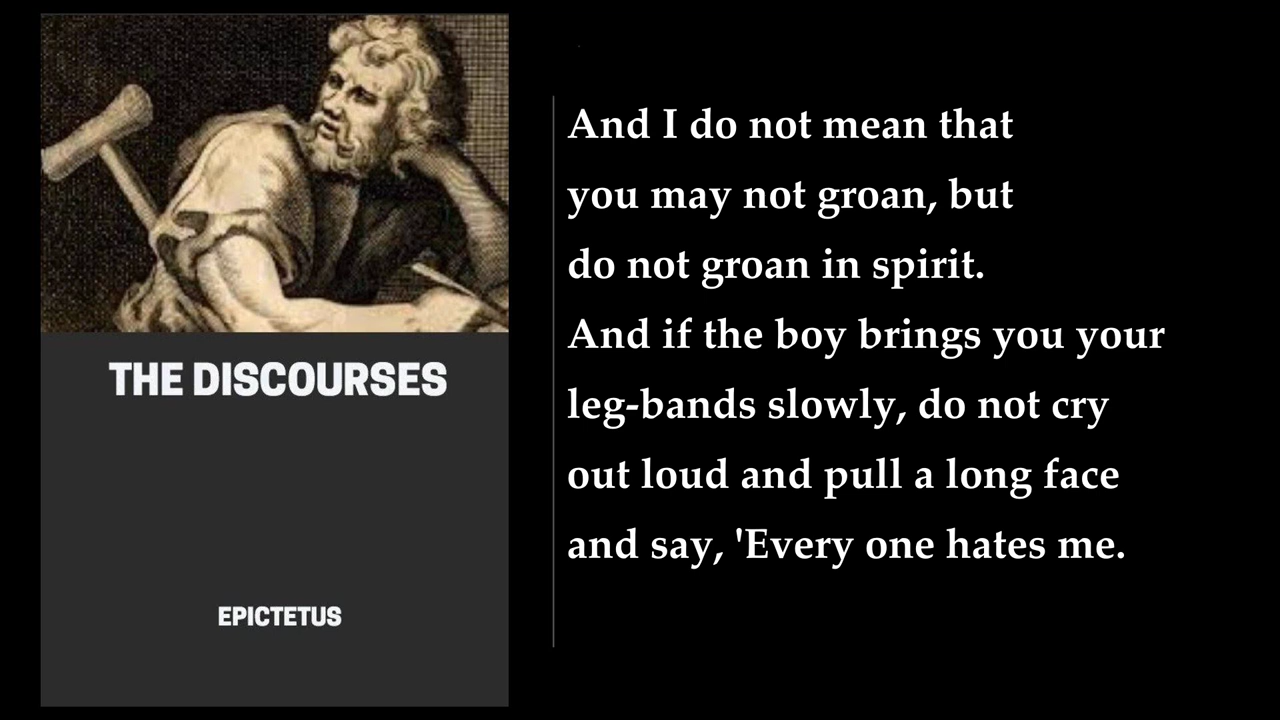 THE DISCOURSES
EPICTETUS
And I do not mean that
you may not groan, but
do not groan in spirit.
And if the boy brings you your
leg-bands slowly, do not cry
out loud and pull a long face
and say, 'Every one hates me.